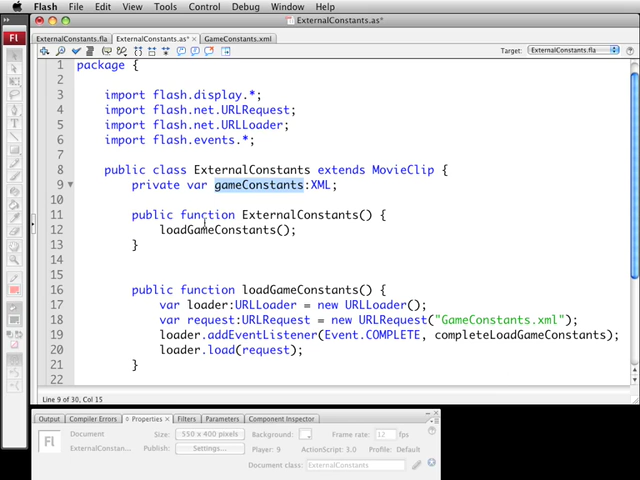 Flash File Edit View Tools Control Debug Window Help
ExternalConstants.as*
Fl
ExternalConstants.fla ExternalConstants.as* × GameConstants.xml
Target: ExternalConstants.fla
1 package {
2
3 import flash.display.*;
4 import flash.net.URLRequest;
5 import flash.net.URLLoader;
6 import flash.events.*;
7
8 public class ExternalConstants extends MovieClip {
9 private var gameConstants:XML;
10
11 public function ExternalConstants() {
12 loadGameConstants();
13 }
14
15
16 public function loadGameConstants() {
17 var loader:URLLoader = new URLLoader();
18 var request:URLRequest = new URLRequest("GameConstants.xml");
19 loader.addEventListener(Event.COMPLETE, completeLoadGameConstants);
20 loader.load(request);
21 }
22
Line 9 of 30, Col 15
Output Compiler Errors Properties Filters Parameters Component Inspector
Fl Document Size: 550 x 400 pixels Background: Frame rate: 12 fps
ExternalConstan... Publish: Settings... Player: 9 ActionScript: 3.0 Profile: Default
Document class: ExternalConstants